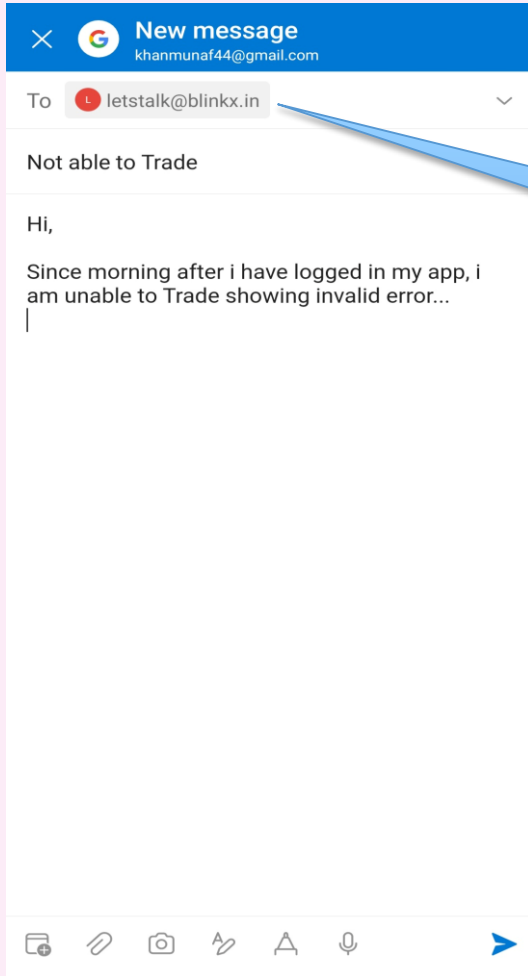 New message
khanmunaf44@gmail.com
To L letstalk@blinkx.in
Not able to Trade
Hi,
Since morning after i have logged in my app, i
am unable to Trade showing invalid error...